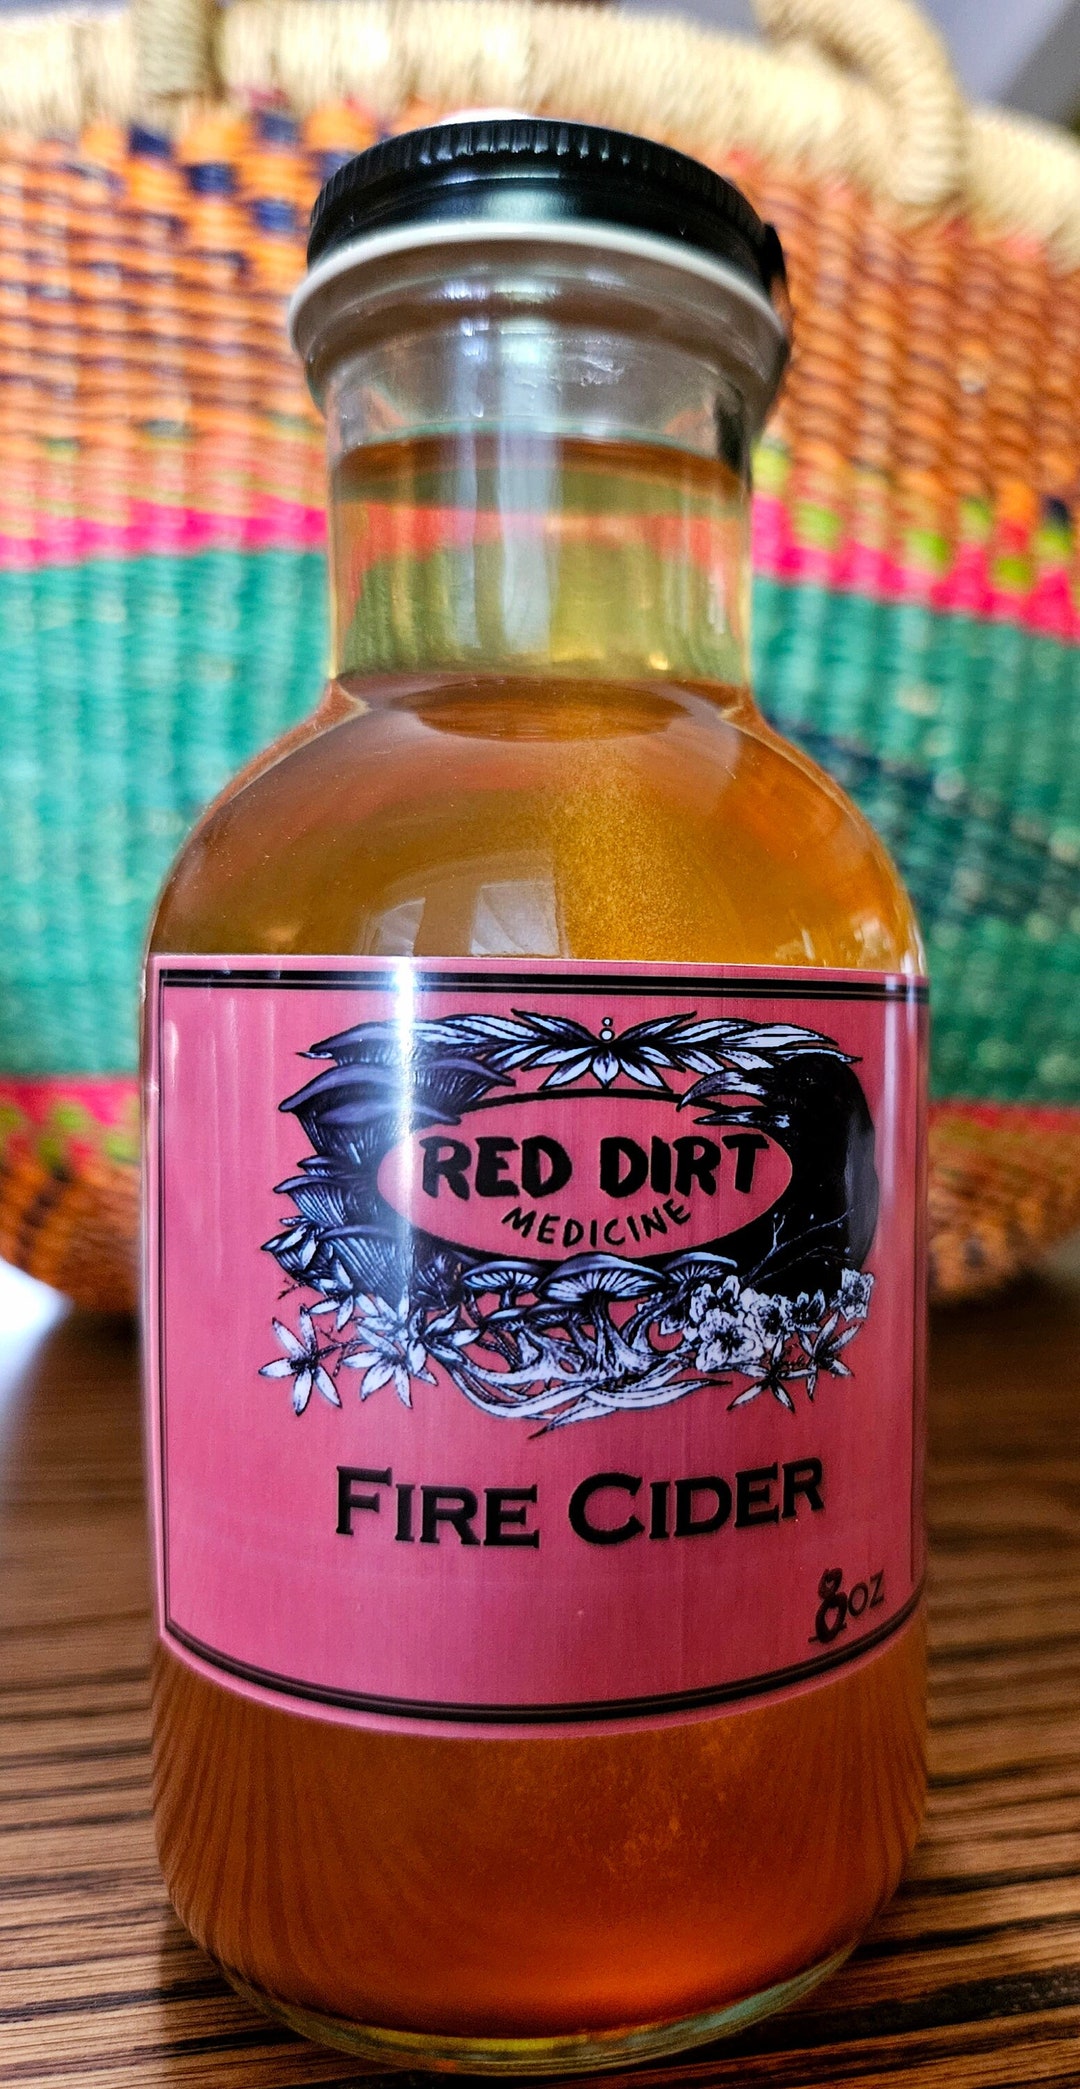 RED DIRT
MEDICINE
FIRE CIDER
8oz